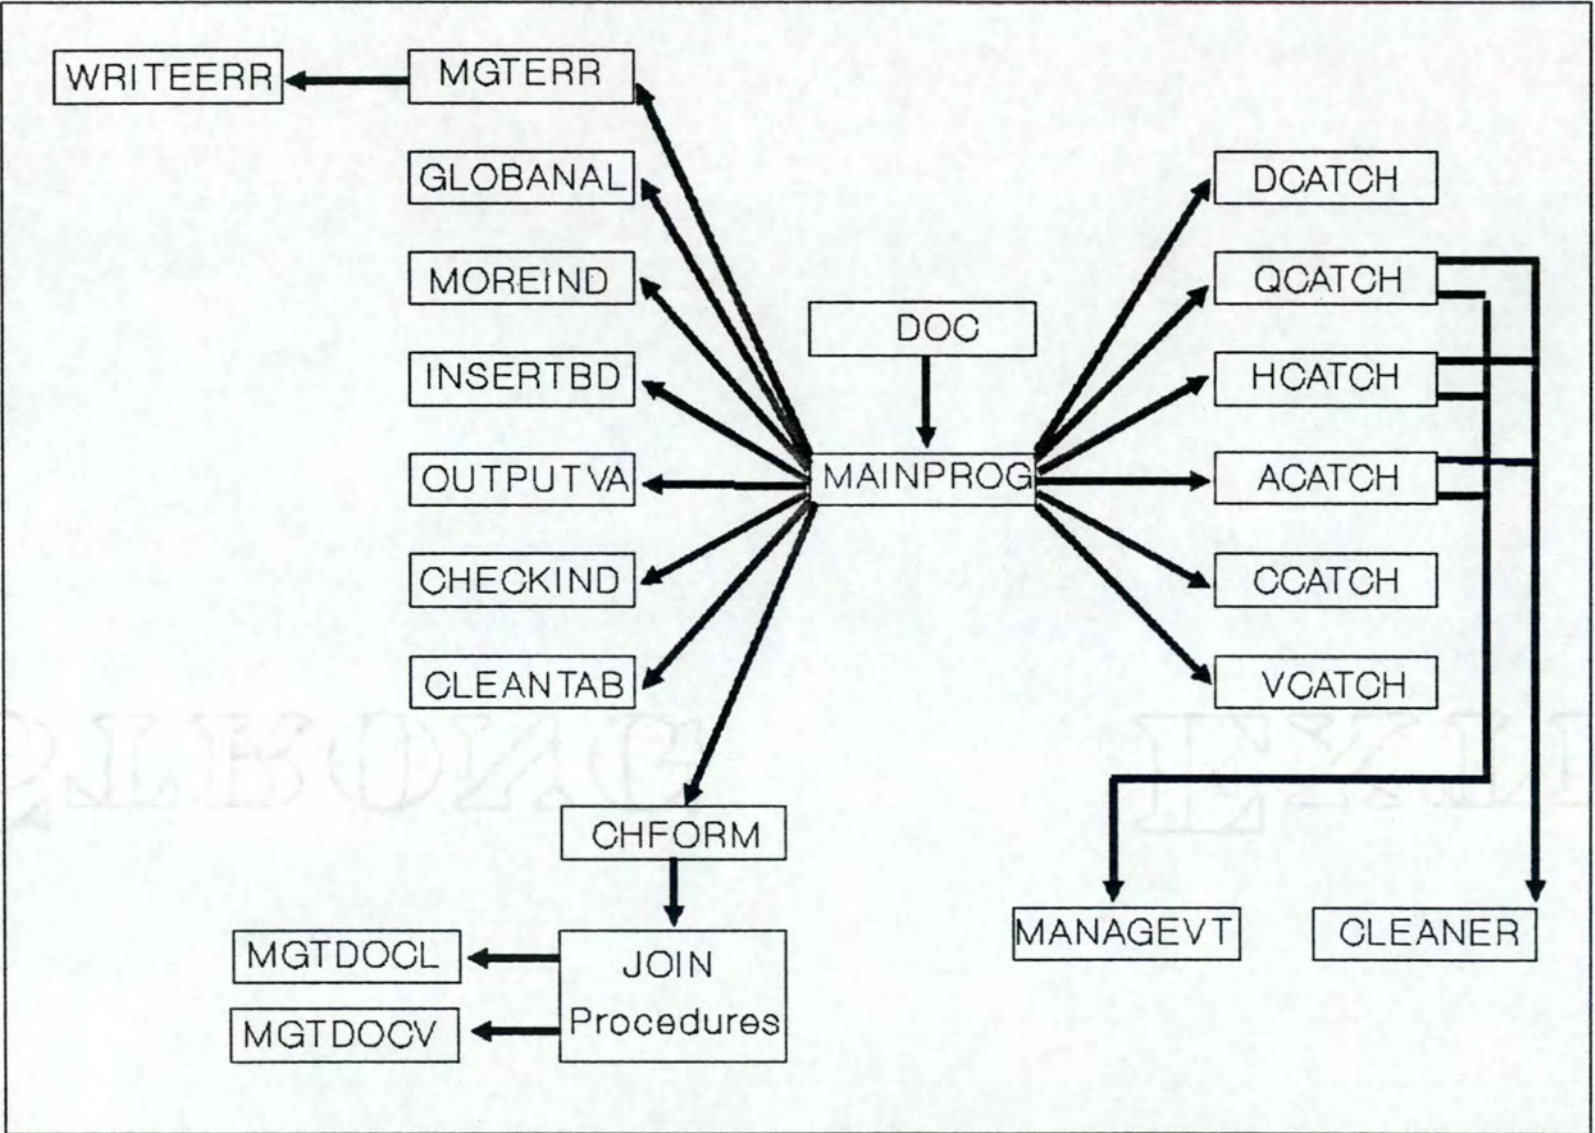 WRITEERR
MGTERR
GLOBANAL
DCATCH
MOREIND
QCATCH
DOC
INSERTBD
HCATCH
OUTPUTVA
MAINPROG
ACATCH
CHECKIND
CCATCH
CLEANTAB
VCATCH
CHFORM
MANAGEVT
CLEANER
MGTDOCL
JOIN
Procedures
MGTDOCV